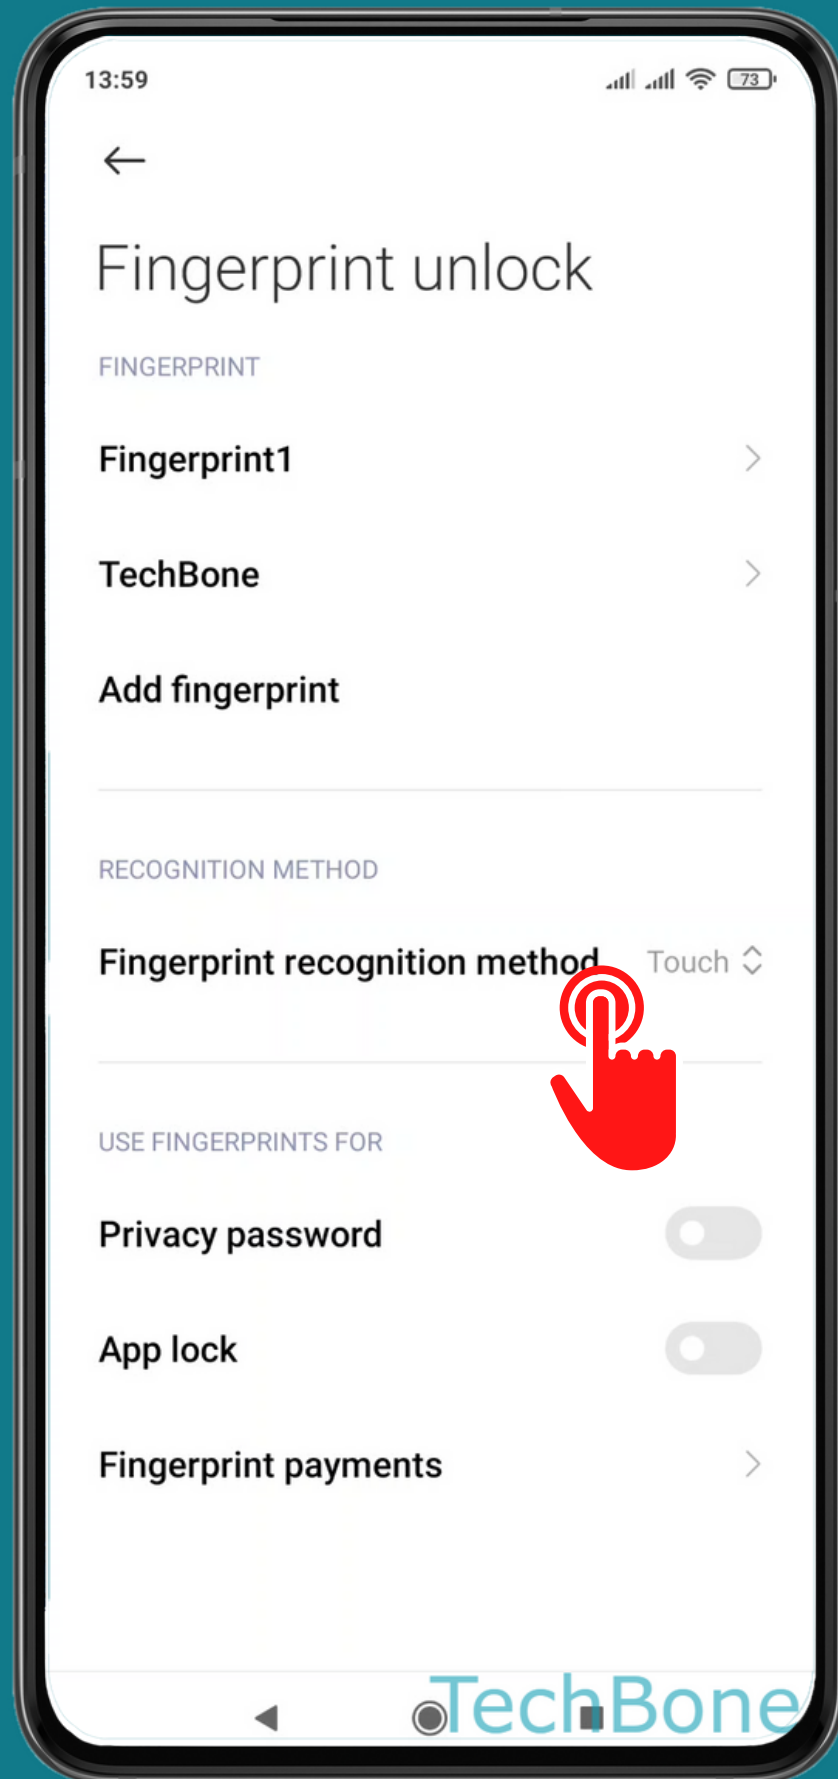 13:59
73
Fingerprint unlock
FINGERPRINT
Fingerprint1
TechBone
Add fingerprint
RECOGNITION METHOD
Fingerprint recognition method Touch
USE FINGERPRINTS FOR
Privacy password
App lock
Fingerprint payments
TechBone